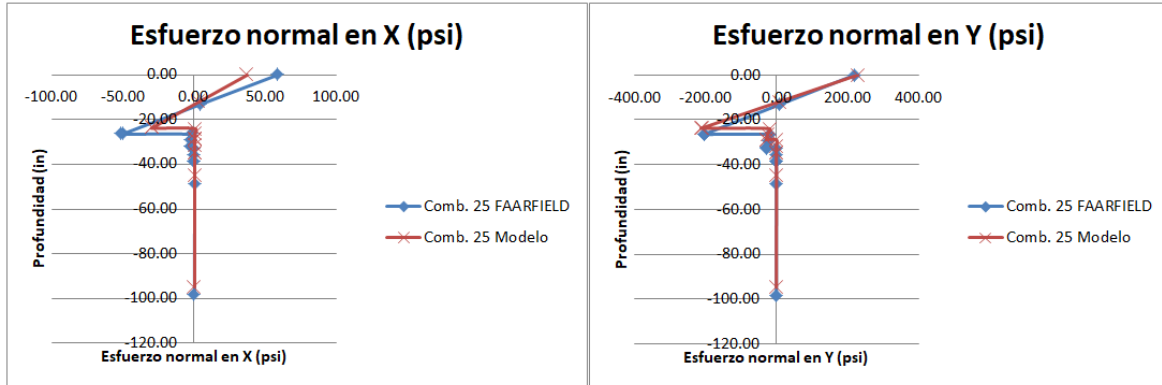 Esfuerzo normal en X (psi)
0.00
-100.00 -50.00 0.00 50.00 100.00
-20.00
-40.00
-60.00
-80.00
-100.00
-120.00
Profundidad (in)
Esfuerzo normal en X (psi)
Comb. 25 FAARFIELD
Comb. 25 Modelo
Esfuerzo normal en Y (psi)
0.00
-400.00 -200.00 0.00 200.00 400.00
-20.00
-40.00
-60.00
-80.00
-100.00
-120.00
Profundidad (in)
Esfuerzo normal en Y (psi)
Comb. 25 FAARFIELD
Comb. 25 Modelo